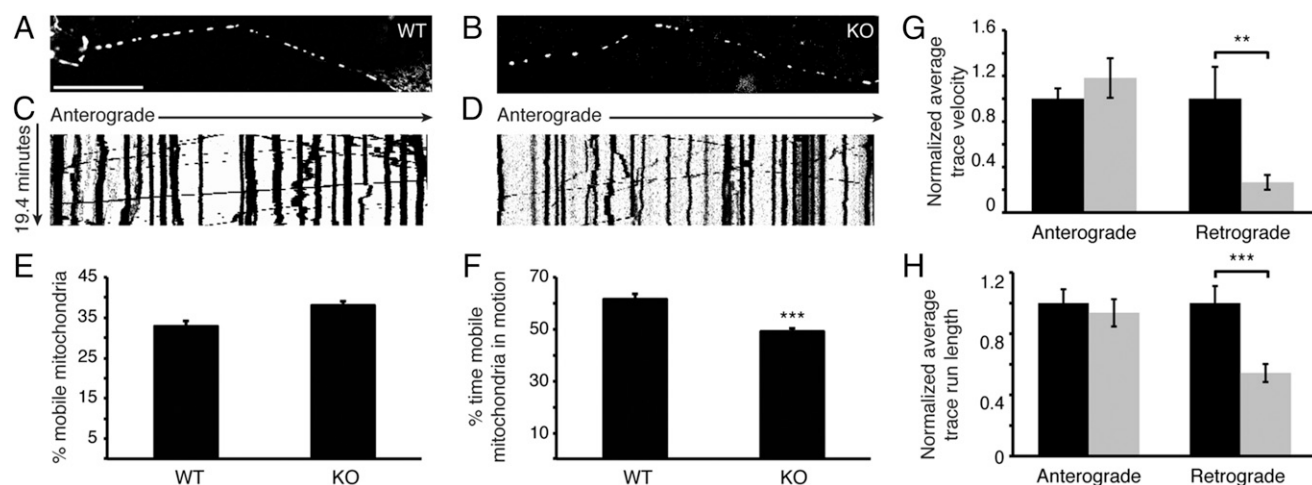 A
WT
B
KO
C
Anterograde
19.4 minutes
D
Anterograde
E
% mobile mitochondria
45
35
25
15
5
WT
KO
F
% time mobile
mitochondria in motion
70
50
30
10
***
WT
KO
G
Normalized average
trace velocity
1.2
0.8
0.4
0
**
Anterograde
Retrograde
H
Normalized average
trace run length
1.2
0.8
0.4
0
***
Anterograde
Retrograde